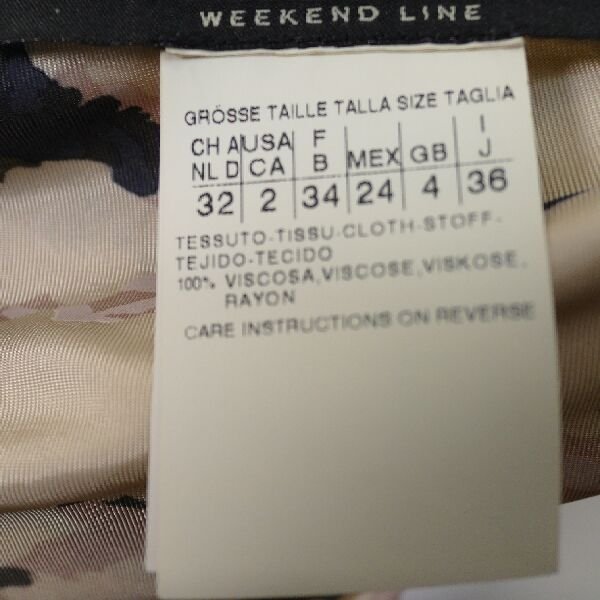 WEEKEND LINE
GRÖSSE TAILLE TALLA SIZE TAGLIA
CH A USA F MEX GB I
NL D CA B J
32 2 34 24 4 36
TESSUTO-TISSU-CLOTH-STOFF-
TEJIDO-TECIDO
100% VISCOSA,VISCOSE,VISKOSE,
RAYON
CARE INSTRUCTIONS ON REVERSE